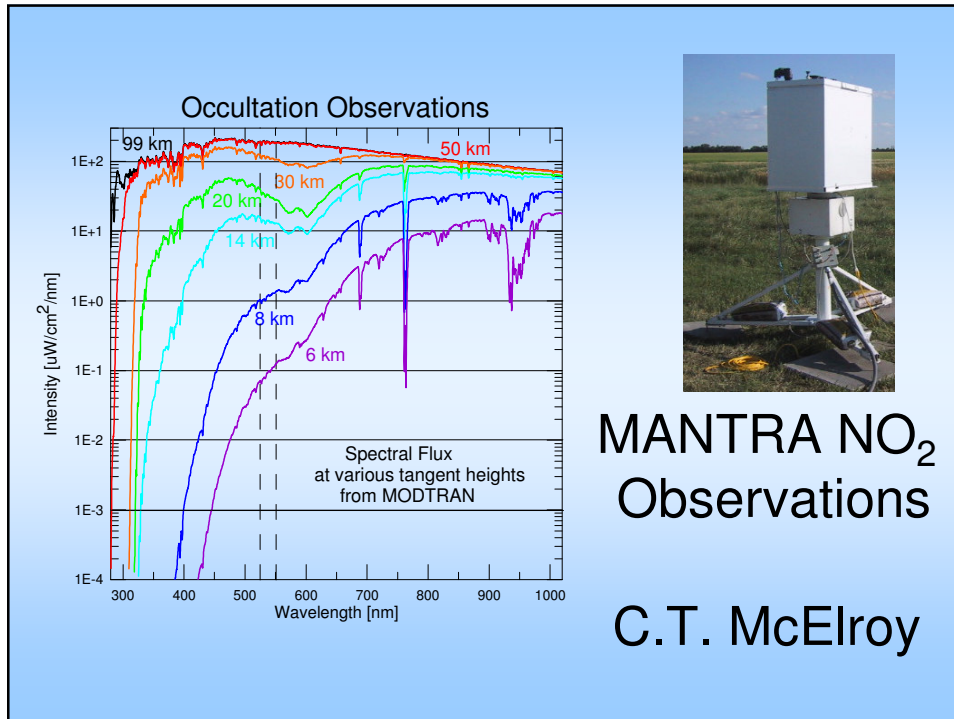 Occultation Observations
99 km
50 km
30 km
20 km
14 km
8 km
6 km
Spectral Flux
at various tangent heights
from MODTRAN
Intensity [uW/cm^2/nm]
1E+2
1E+1
1E+0
1E-1
1E-2
1E-3
1E-4
300 400 500 600 700 800 900 1000
Wavelength [nm]
MANTRA NO₂
Observations
C.T. McElroy